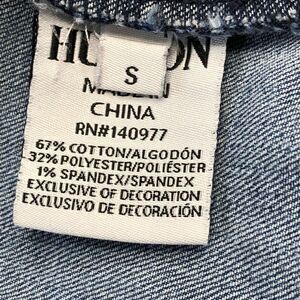 S
CHINA
RN#140977
67% COTTON/ALGODÓN
32% POLYESTER/POLIÉSTER
1% SPANDEX/SPANDEX
EXCLUSIVE OF DECORATION
EXCLUSIVO DE DECORACIÓN